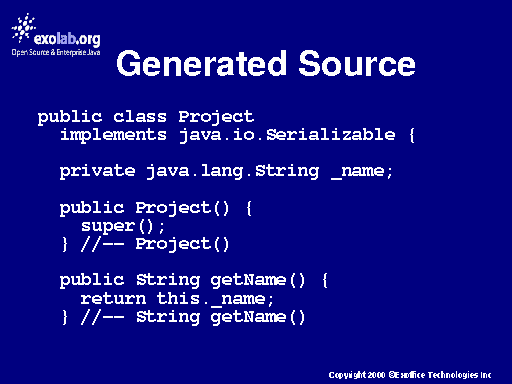 exolab.org
Open Source & Enterprise Java
Generated Source
public class Project
implements java.io.Serializable {
private java.lang.String _name;
public Project() {
super();
} //-- Project()
public String getName() {
return this._name;
} //-- String getName()
Copyright 2000 ©Exoffice Technologies Inc